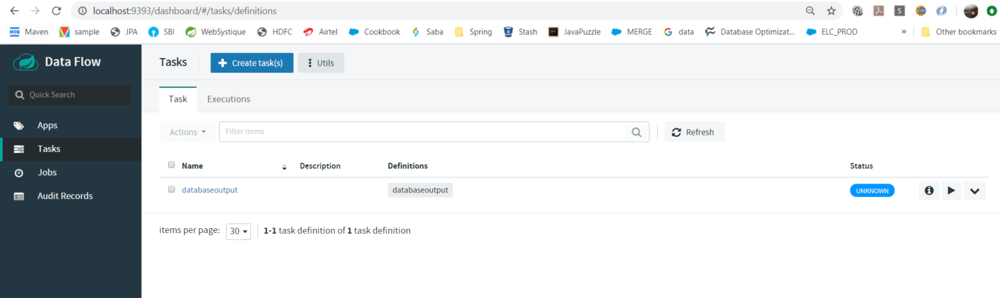 localhost:9393/dashboard/#/tasks/definitions
MVN Maven sample JPA SBI WebSystique HDFC Airtel Cookbook Saba Spring Stash JavaPuzzle MERGE G data Database Optimizat... ELC_PROD » Other bookmarks
Data Flow
Tasks
Create task(s)
Utils
Quick Search
Task Executions
Apps
Actions Filter items Refresh
Tasks
Name Description Definitions Status
Jobs
databaseoutput databaseoutput UNKNOWN
Audit Records
items per page: 30 1-1 task definition of 1 task definition